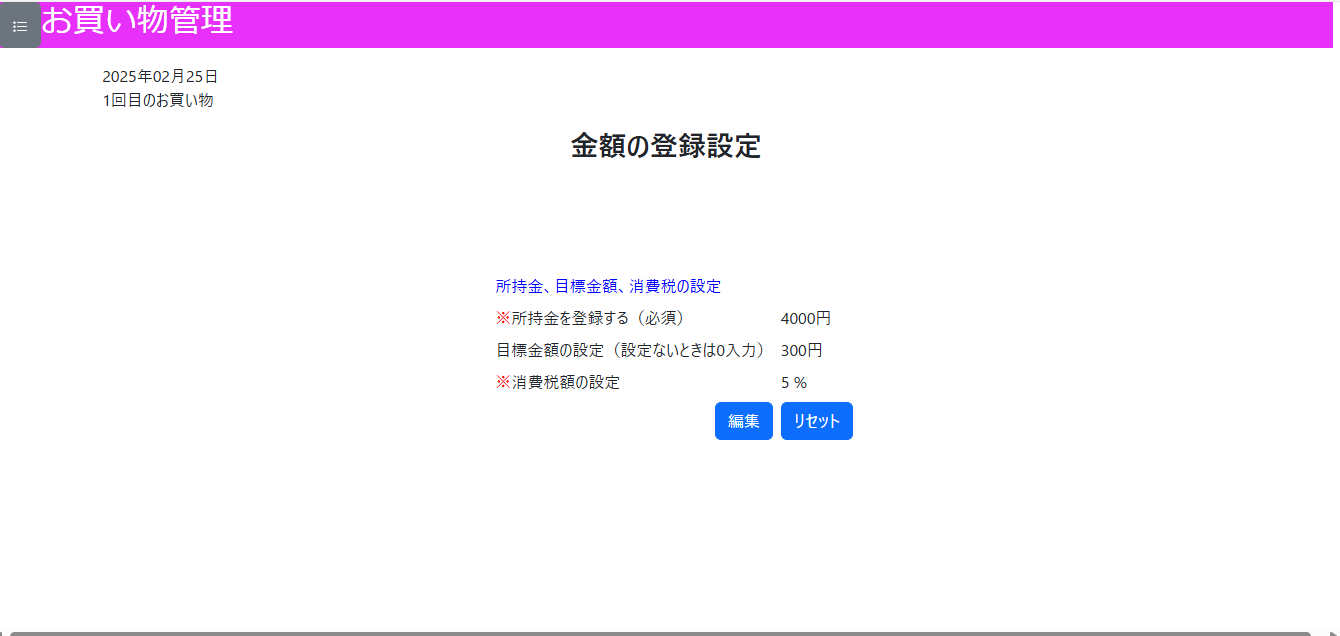 お買い物管理
2025年02月25日
1回目のお買い物
金額の登録設定
所持金、目標金額、消費税の設定
※所持金を登録する（必須） 4000円
目標金額の設定（設定ないときは0入力） 300円
※消費税額の設定 5 %
編集 リセット